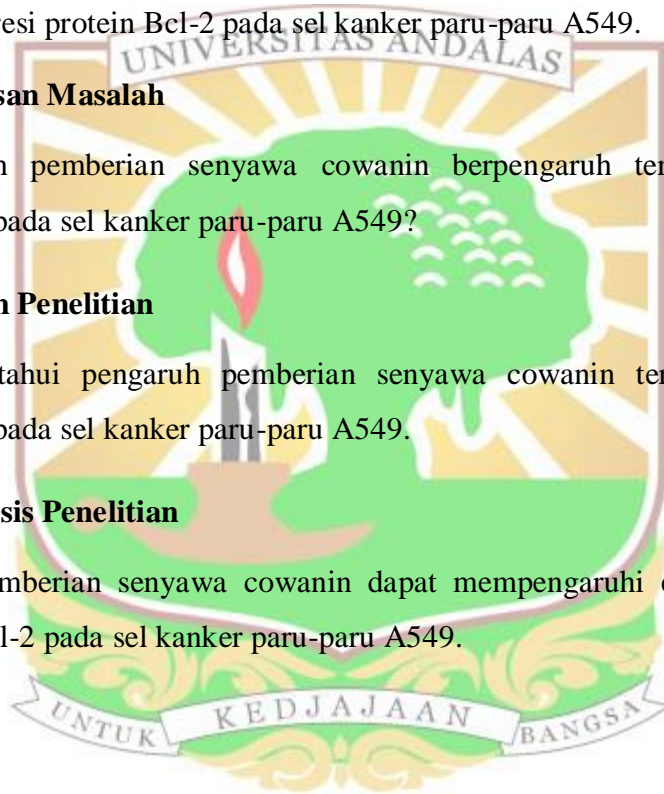 resi protein Bcl-2 pada sel kanker paru-paru A549.
UNIVERSITAS ANDALAS
san Masalah
pemberian senyawa cowanin berpengaruh ter
pada sel kanker paru-paru A549?
n Penelitian
tahui pengaruh pemberian senyawa cowanin ter
pada sel kanker paru-paru A549.
sis Penelitian
mberian senyawa cowanin dapat mempengaruhi
l-2 pada sel kanker paru-paru A549.
UNTUK KEDJAJAAN BANGSA